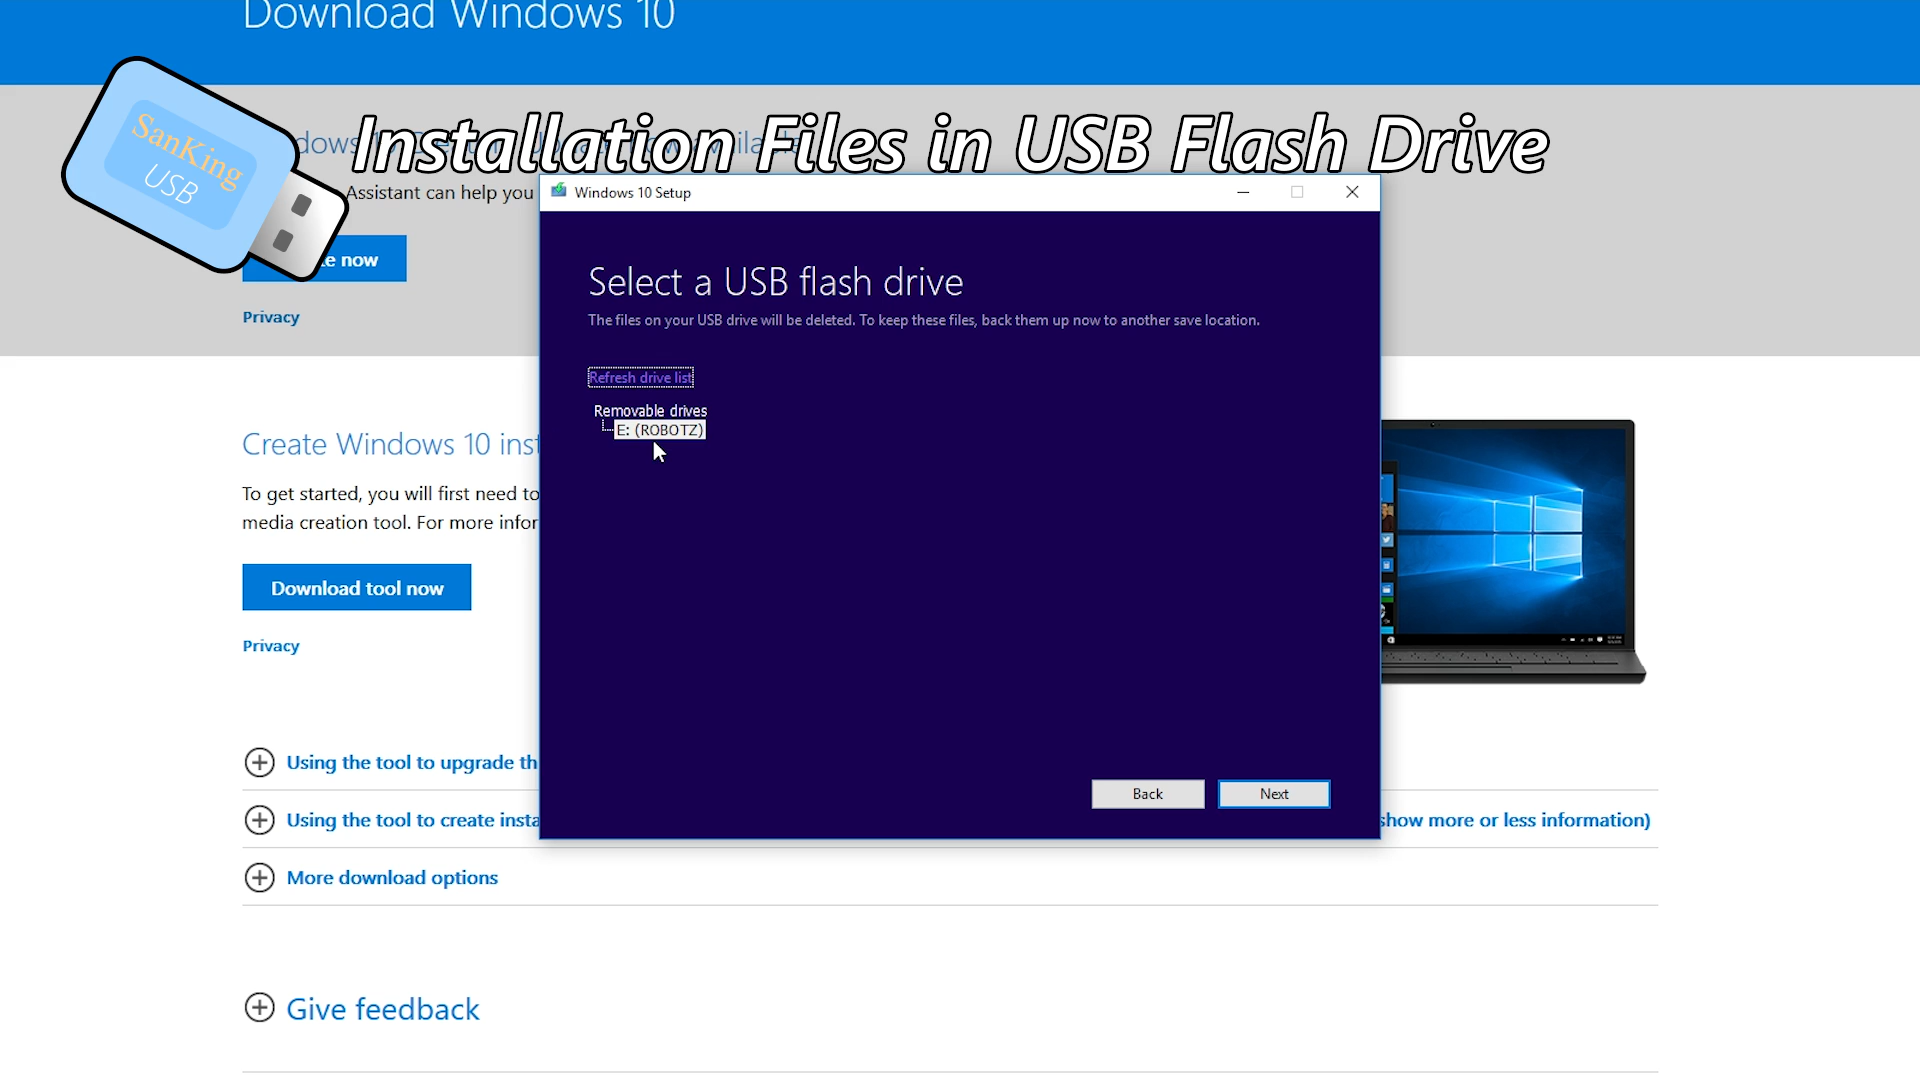 Download Windows 10
Installation Files in USB Flash Drive
SanKing
USB
Assistant can help you
now
Privacy
Windows 10 Setup
Select a USB flash drive
The files on your USB drive will be deleted. To keep these files, back them up now to another save location.
Refresh drive list
Removable drives
E: (ROBOTZ)
Back
Next
Create Windows 10 inst
To get started, you will first need to
media creation tool. For more infor
Download tool now
Privacy
Using the tool to upgrade th
Using the tool to create insta
show more or less information)
More download options
Give feedback